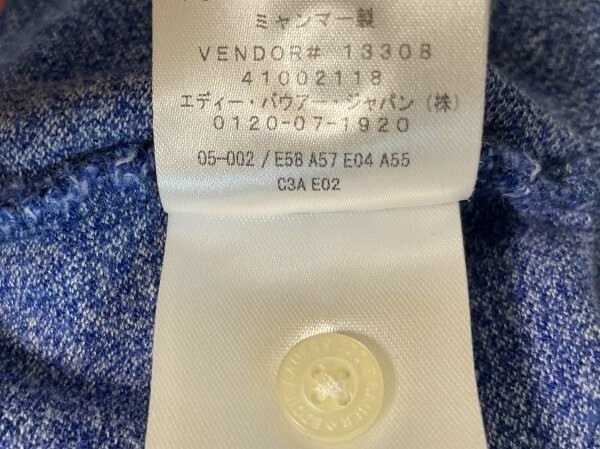 ミャンマー製
VENDOR# 13308
41002118
エディー・バウアー・ジャパン(株)
0120-07-1920
05-002 / E58 A57 E04 A55
C3A E02